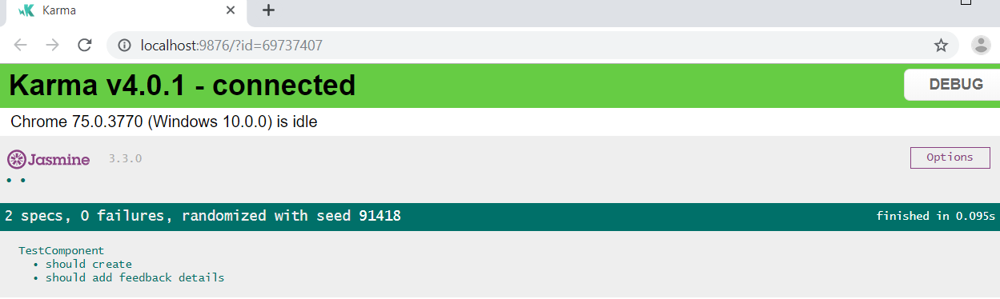 Karma
localhost:9876/?id=69737407
Karma v4.0.1 - connected
DEBUG
Chrome 75.0.3770 (Windows 10.0.0) is idle
Jasmine 3.3.0
Options
2 specs, 0 failures, randomized with seed 91418
finished in 0.095s
TestComponent
• should create
• should add feedback details